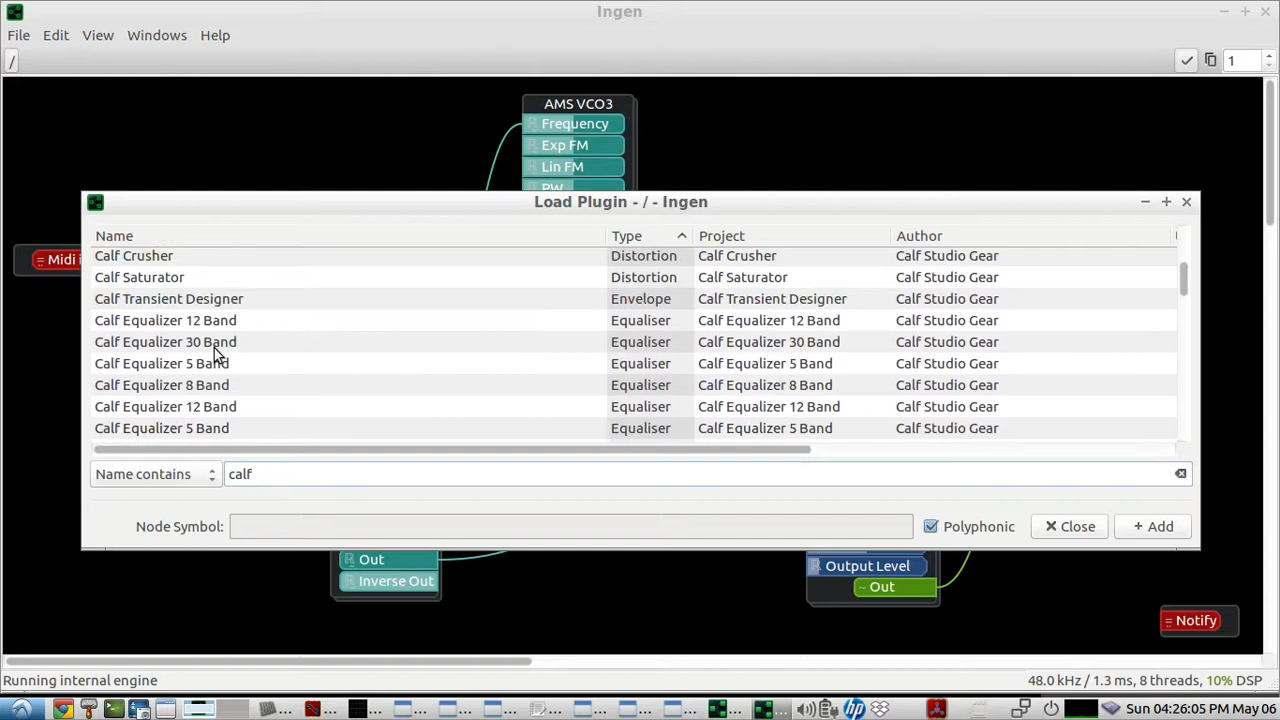 Ingen
File Edit View Windows Help
/ 1
AMS VCO3
Frequency
Exp FM
Lin FM
PW
Midi i
Load Plugin - / - Ingen
Name Type Project Author
Calf Crusher Distortion Calf Crusher Calf Studio Gear
Calf Saturator Distortion Calf Saturator Calf Studio Gear
Calf Transient Designer Envelope Calf Transient Designer Calf Studio Gear
Calf Equalizer 12 Band Equaliser Calf Equalizer 12 Band Calf Studio Gear
Calf Equalizer 30 Band Equaliser Calf Equalizer 30 Band Calf Studio Gear
Calf Equalizer 5 Band Equaliser Calf Equalizer 5 Band Calf Studio Gear
Calf Equalizer 8 Band Equaliser Calf Equalizer 8 Band Calf Studio Gear
Calf Equalizer 12 Band Equaliser Calf Equalizer 12 Band Calf Studio Gear
Calf Equalizer 5 Band Equaliser Calf Equalizer 5 Band Calf Studio Gear
Name contains calf
Node Symbol: Polyphonic Close + Add
Out
Inverse Out
Output Level
~ Out
Notify
Running internal engine 48.0 kHz / 1.3 ms, 8 threads, 10% DSP
Sun 04:26:05 PM May 06